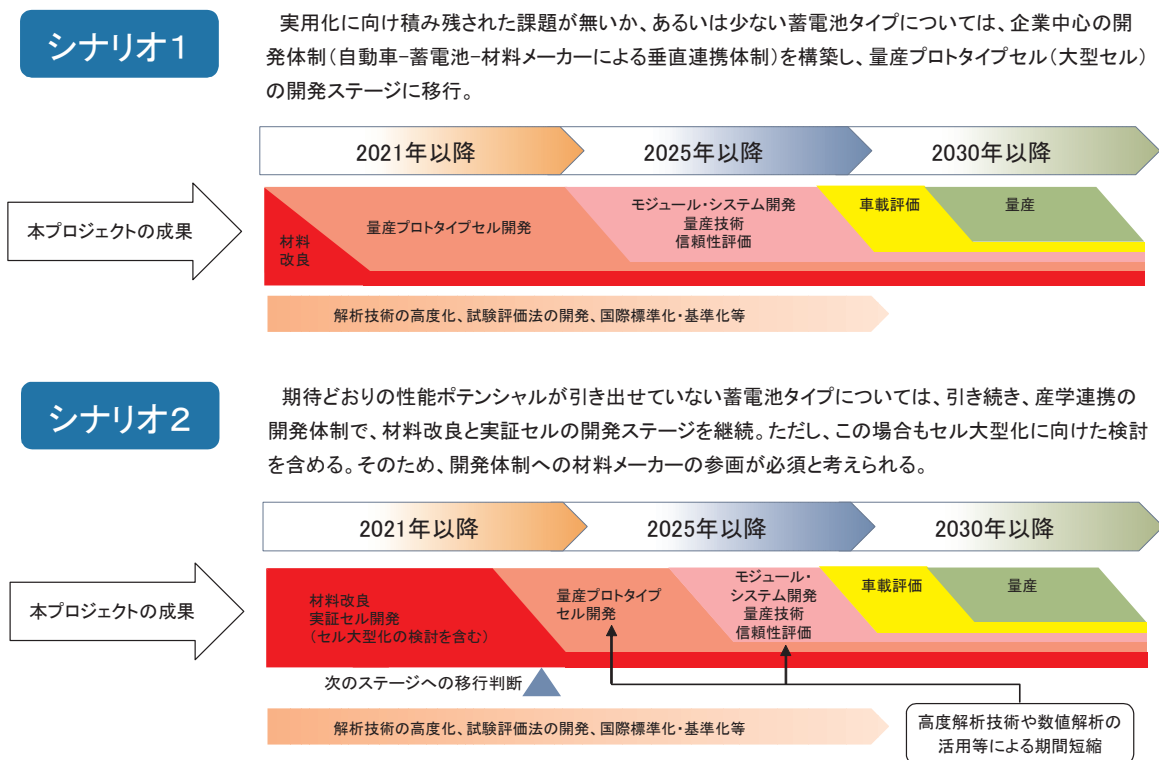 シナリオ1
実用化に向け積み残された課題が無いか、あるいは少ない蓄電池タイプについては、企業中心の開
発体制(自動車-蓄電池-材料メーカーによる垂直連携体制)を構築し、量産プロトタイプセル(大型セル)
の開発ステージに移行。
2021年以降
2025年以降
2030年以降
本プロジェクトの成果
材料
改良
量産プロトタイプセル開発
モジュール・システム開発
量産技術
信頼性評価
車載評価
量産
解析技術の高度化、試験評価法の開発、国際標準化・基準化等
シナリオ2
期待どおりの性能ポテンシャルが引き出せていない蓄電池タイプについては、引き続き、産学連携の
開発体制で、材料改良と実証セルの開発ステージを継続。ただし、この場合もセル大型化に向けた検討
を含める。そのため、開発体制への材料メーカーの参画が必須と考えられる。
2021年以降
2025年以降
2030年以降
本プロジェクトの成果
材料改良
実証セル開発
(セル大型化の検討を含む)
量産プロトタイプ
セル開発
モジュール・
システム開発
量産技術
信頼性評価
車載評価
量産
次のステージへの移行判断
解析技術の高度化、試験評価法の開発、国際標準化・基準化等
高度解析技術や数値解析の
活用等による期間短縮